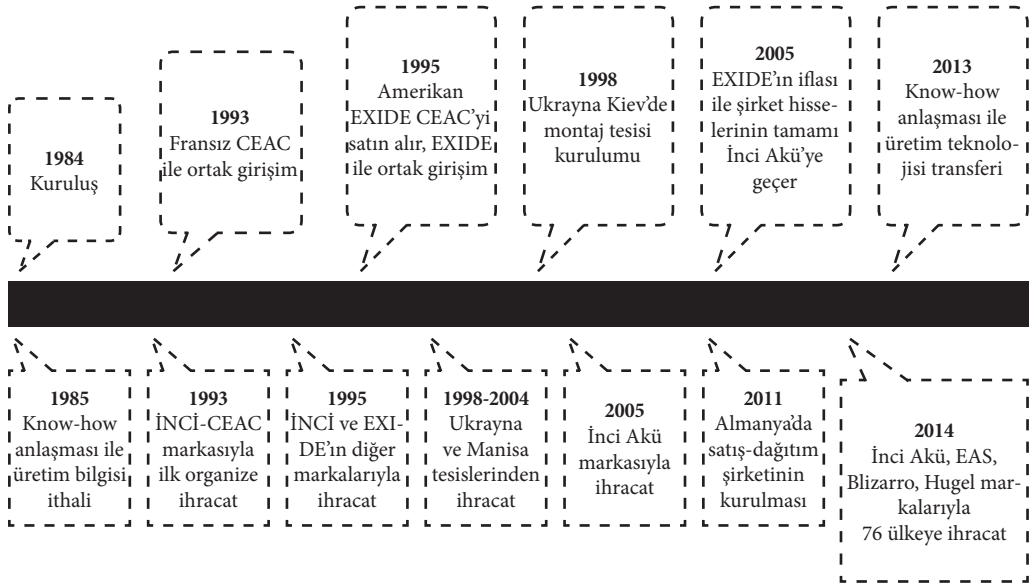 1984
Kuruluş
1993
Fransız CEAC
ile ortak girişim
1995
Amerikan
EXIDE CEAC’yi
satın alır, EXIDE
ile ortak girişim
1998
Ukrayna Kiev’de
montaj tesisi
kurulumu
2005
EXIDE’ın iflası
ile şirket hisse-
lerinin tamamı
İnci Akü’ye
geçer
2013
Know-how
anlaşması ile
üretim teknolo-
jisi transferi
1985
Know-how
anlaşması ile
üretim bilgisi
ithali
1993
İNCİ-CEAC
markasıyla
ilk organize
ihracat
1995
İNCİ ve EXI-
DE’ın diğer
markalarıyla
ihracat
1998-2004
Ukrayna
ve Manisa
tesislerinden
ihracat
2005
İnci Akü
markasıyla
ihracat
2011
Almanya’da
satış-dağıtım
şirketinin
kurulması
2014
İnci Akü, EAS,
Blizarro, Hugel mar-
kalarıyla
76 ülkeye ihracat